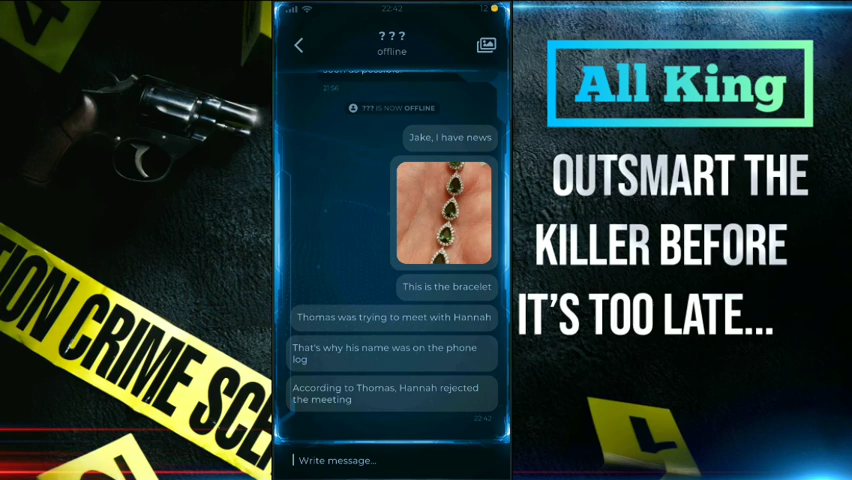 22:42
12
? ? ?
offline
21:56
??? IS NOW OFFLINE
Jake, I have news
This is the bracelet
Thomas was trying to meet with Hannah
That's why his name was on the phone
log
According to Thomas, Hannah rejected
the meeting
22:42
Write message...
CRIME SCE
All King
OUTSMART THE
KILLER BEFORE
IT'S TOO LATE...